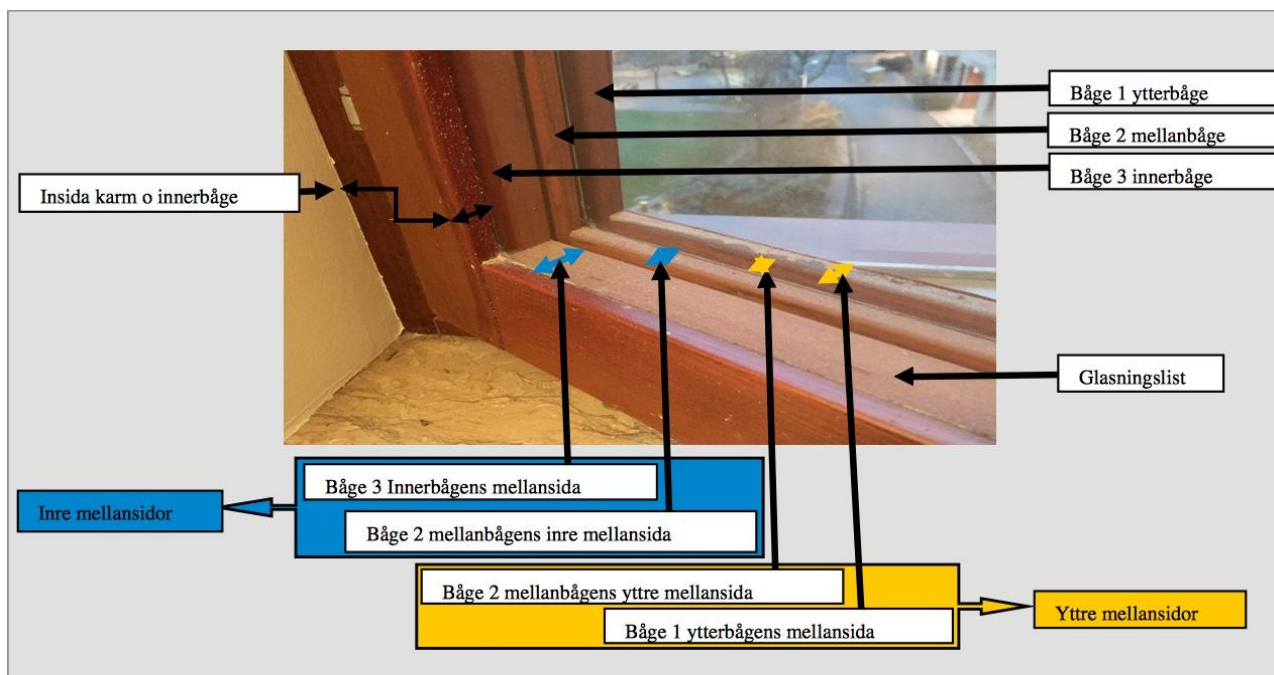 Båge 1 ytterbåge
Båge 2 mellanbåge
Båge 3 innerbåge
Insida karm o innerbåge
Glasningslist
Båge 3 Innerbågens mellansida
Inre mellansidor
Båge 2 mellanbågens inre mellansida
Båge 2 mellanbågens yttre mellansida
Yttre mellansidor
Båge 1 ytterbågens mellansida